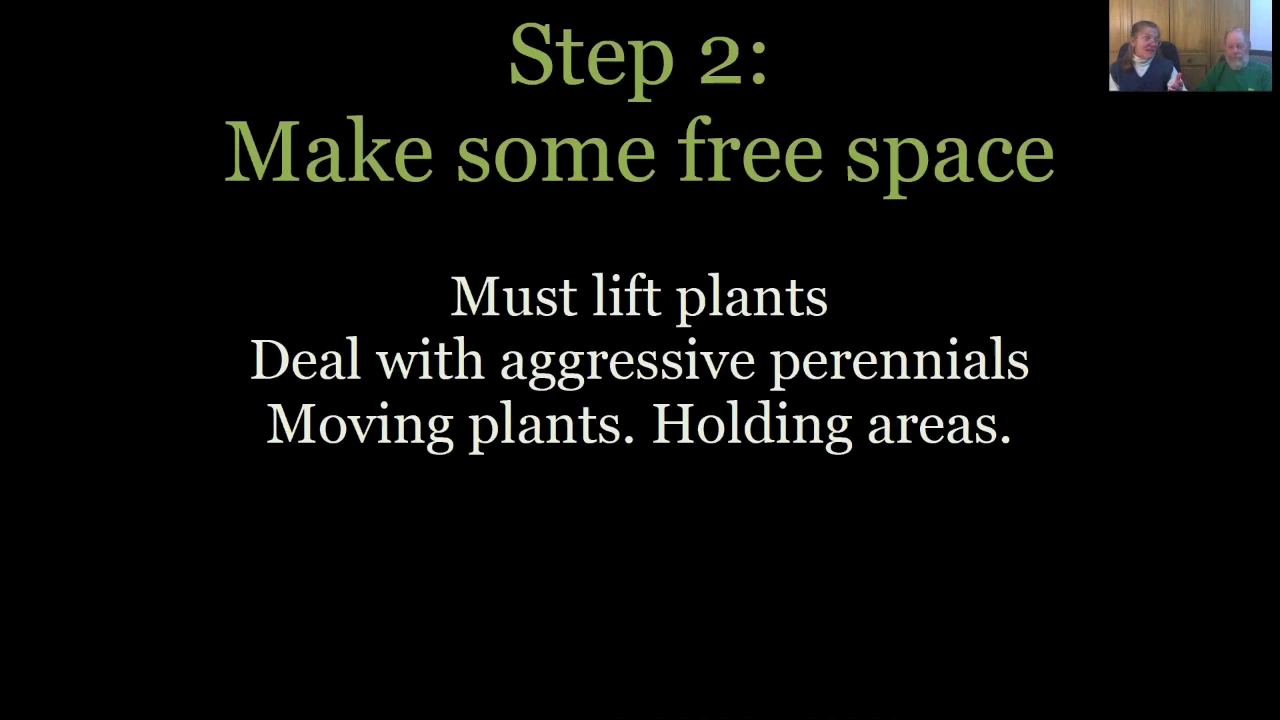 Step 2:
Make some free space
Must lift plants
Deal with aggressive perennials
Moving plants. Holding areas.